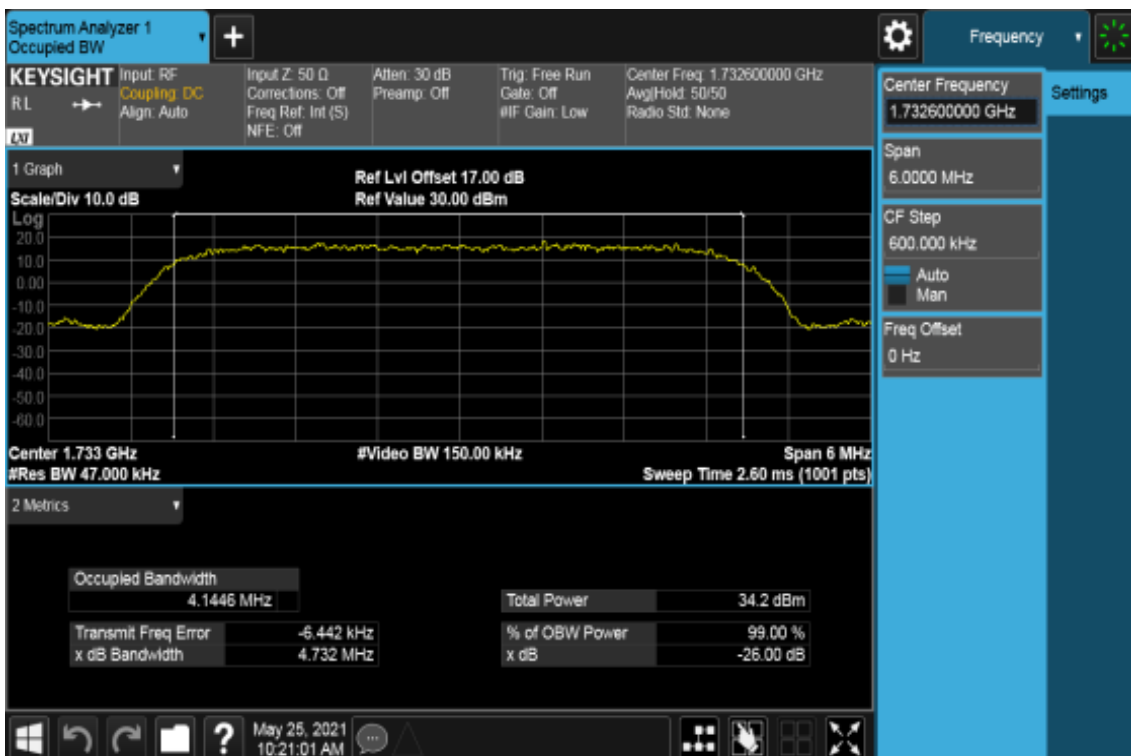 Spectrum Analyzer 1
Occupied BW
+
Frequency
KEYSIGHT
R L
LXI
Input: RF
Coupling: DC
Align: Auto
Input Z: 50 Ω
Corrections: Off
Freq Ref: Int (S)
NFE: Off
Atten: 30 dB
Preamp: Off
Trig: Free Run
Gate: Off
#IF Gain: Low
Center Freq: 1.732600000 GHz
Avg|Hold: 50/50
Radio Std: None
Center Frequency
1.732600000 GHz
Settings
Span
6.0000 MHz
CF Step
600.000 kHz
Auto
Man
Freq Offset
0 Hz
1 Graph
Scale/Div 10.0 dB
Ref Lvl Offset 17.00 dB
Ref Value 30.00 dBm
Log
20.0
10.0
0.00
-10.0
-20.0
-30.0
-40.0
-50.0
-60.0
Center 1.733 GHz
#Video BW 150.00 kHz
Span 6 MHz
#Res BW 47.000 kHz
Sweep Time 2.60 ms (1001 pts)
2 Metrics
Occupied Bandwidth
4.1446 MHz
Total Power 34.2 dBm
Transmit Freq Error -6.442 kHz
% of OBW Power 99.00 %
x dB Bandwidth 4.732 MHz
x dB -26.00 dB
?
May 25, 2021
10:21:01 AM